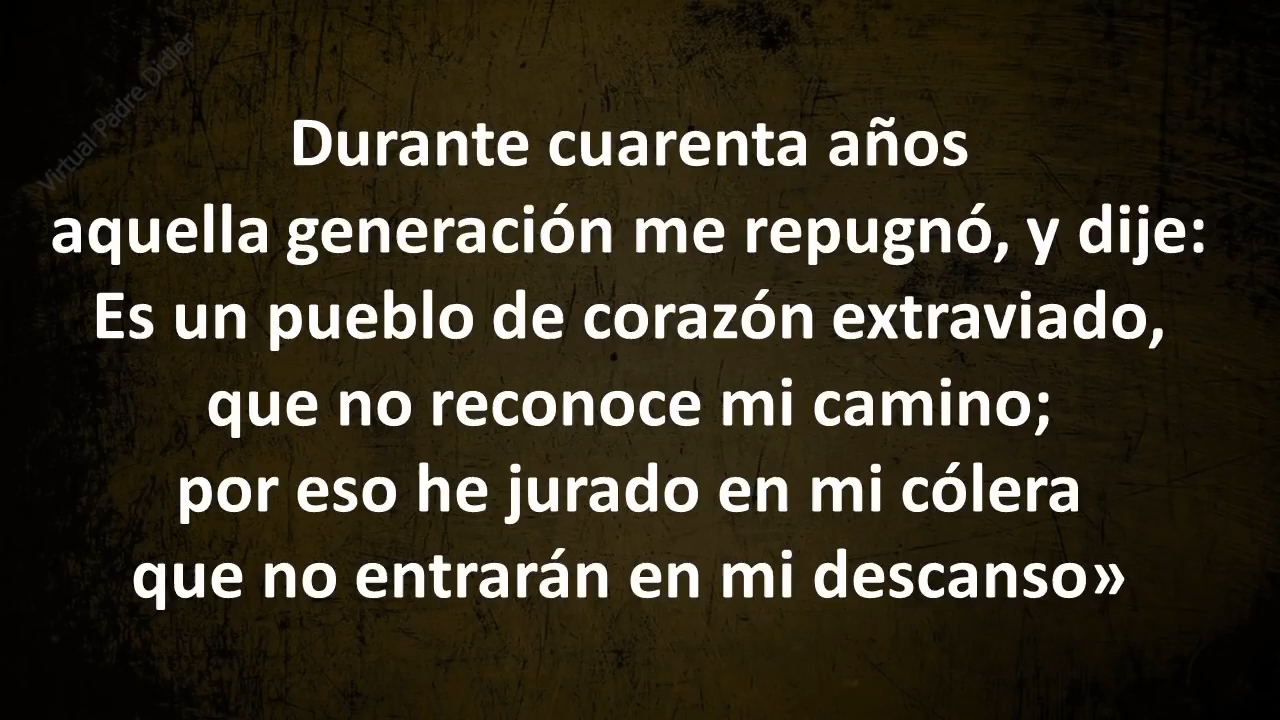 Virtual Padre Didier
Durante cuarenta años
aquella generación me repugnó, y dije:
Es un pueblo de corazón extraviado,
que no reconoce mi camino;
por eso he jurado en mi cólera
que no entrarán en mi descanso»